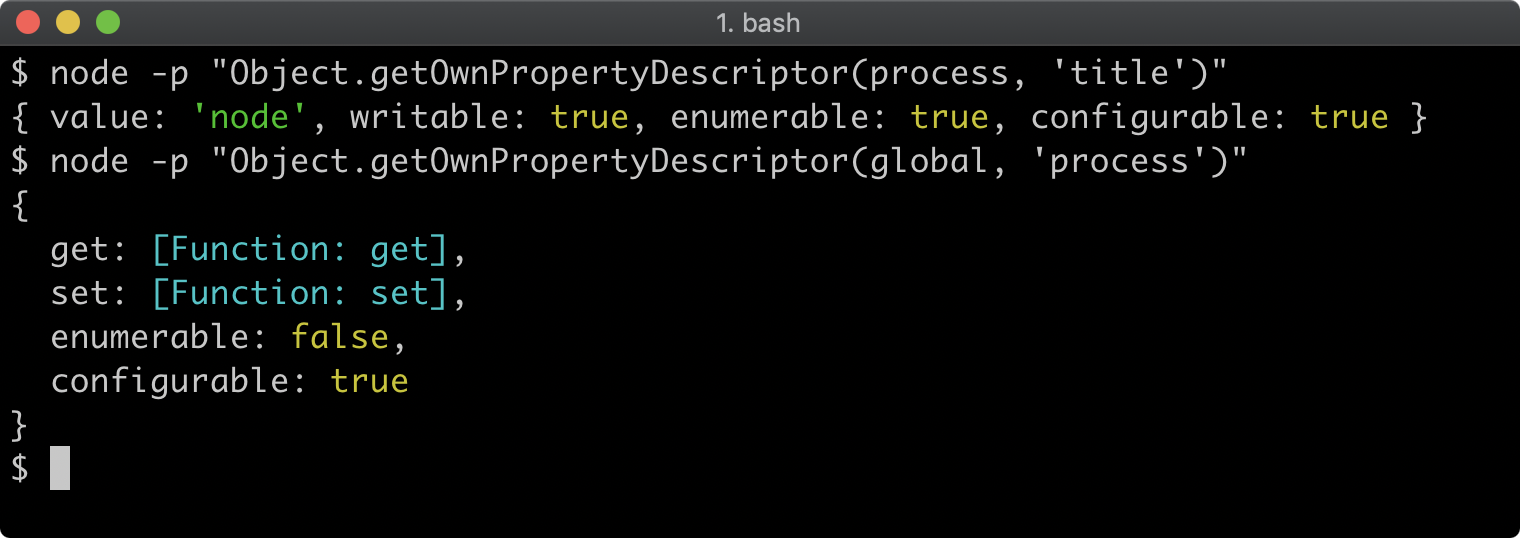 1. bash
$ node -p "Object.getOwnPropertyDescriptor(process, 'title')"
{ value: 'node', writable: true, enumerable: true, configurable: true }
$ node -p "Object.getOwnPropertyDescriptor(global, 'process')"
{
  get: [Function: get],
  set: [Function: set],
  enumerable: false,
  configurable: true
}
$